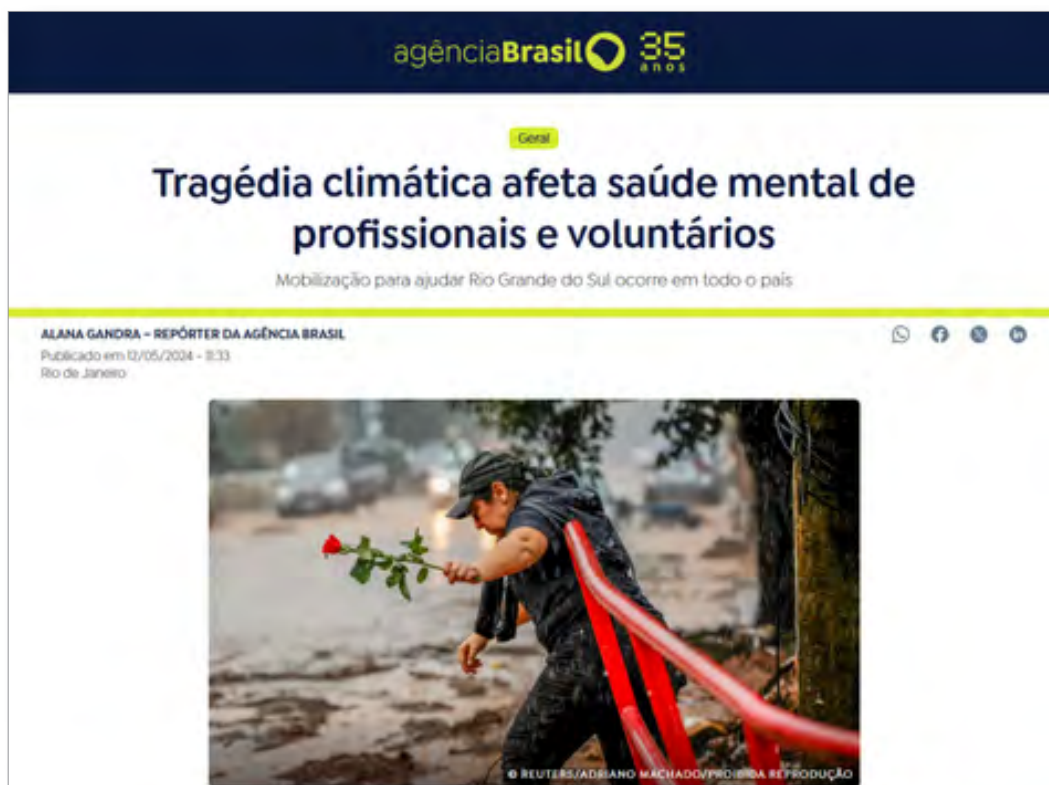 agênciaBrasil 35
anos
Geral
Tragédia climática afeta saúde mental de
profissionais e voluntários
Mobilização para ajudar Rio Grande do Sul ocorre em todo o país
ALANA GANDRA – REPÓRTER DA AGÊNCIA BRASIL
Publicado em 12/05/2024 - 11:33
Rio de Janeiro
© REUTERS/ADRIANO MACHADO/PROIBIDA REPRODUÇÃO